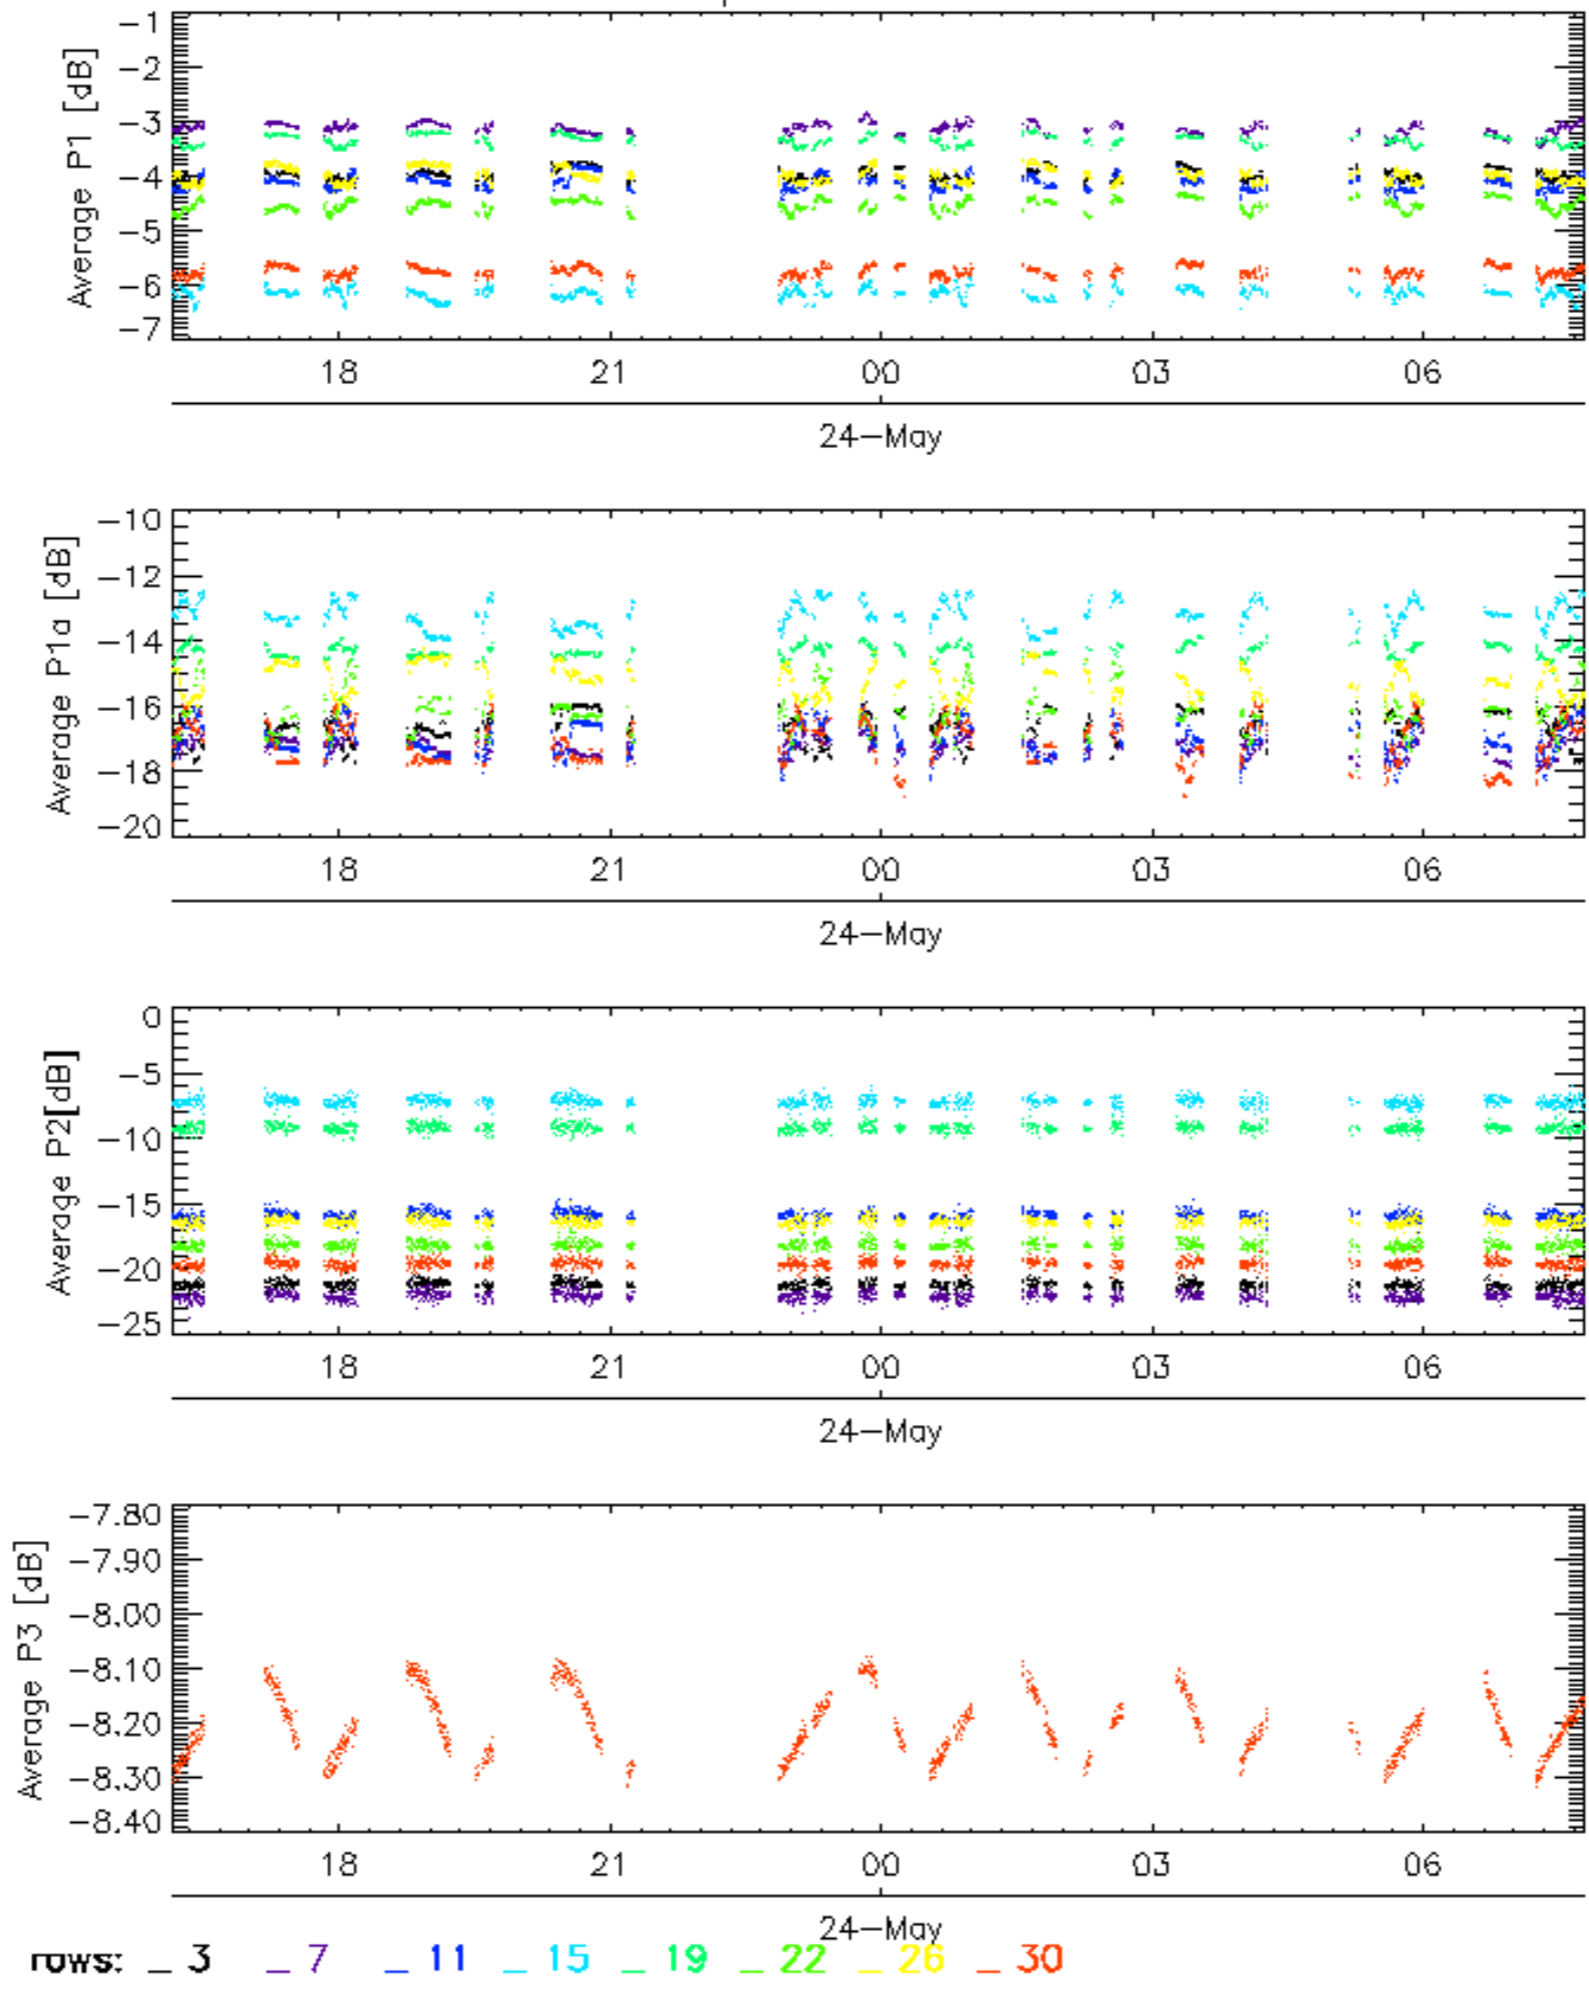 -1
-2
-3
-4
-5
-6
-7
Average P1 [dB]
18 21 00 03 06
24-May
-10
-12
-14
-16
-18
-20
Average P1a [dB]
18 21 00 03 06
24-May
0
-5
-10
-15
-20
-25
Average P2[dB]
18 21 00 03 06
24-May
-7.80
-7.90
-8.00
-8.10
-8.20
-8.30
-8.40
Average P3 [dB]
18 21 00 03 06
24-May
rows: _ 3 _ 7 _ 11 _ 15 _ 19 _ 22 _ 26 _ 30